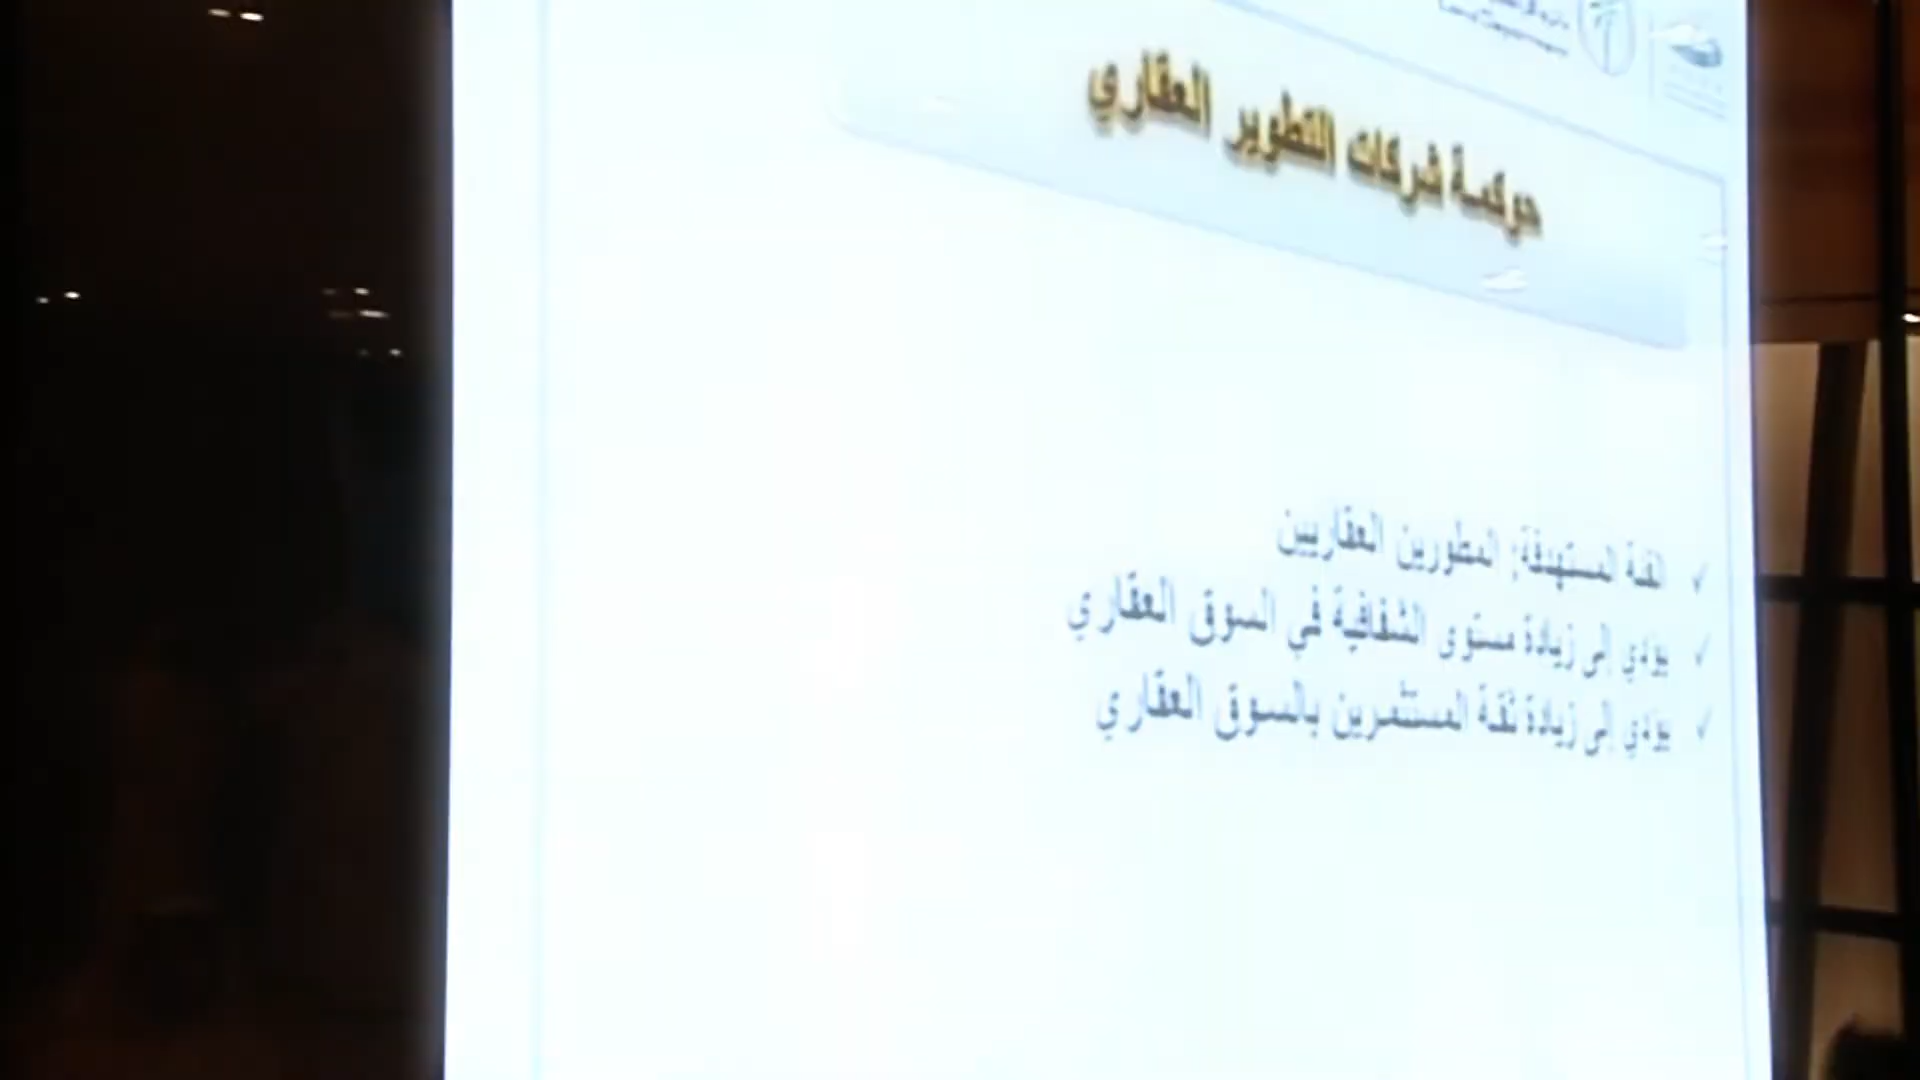 حوكمة شركات التطوير العقاري
✓ الفئة المستهدفة: المطورين العقاريين
✓ يؤدي إلى زيادة مستوى الشفافية في السوق العقاري
✓ يؤدي إلى زيادة ثقة المستثمرين بالسوق العقاري